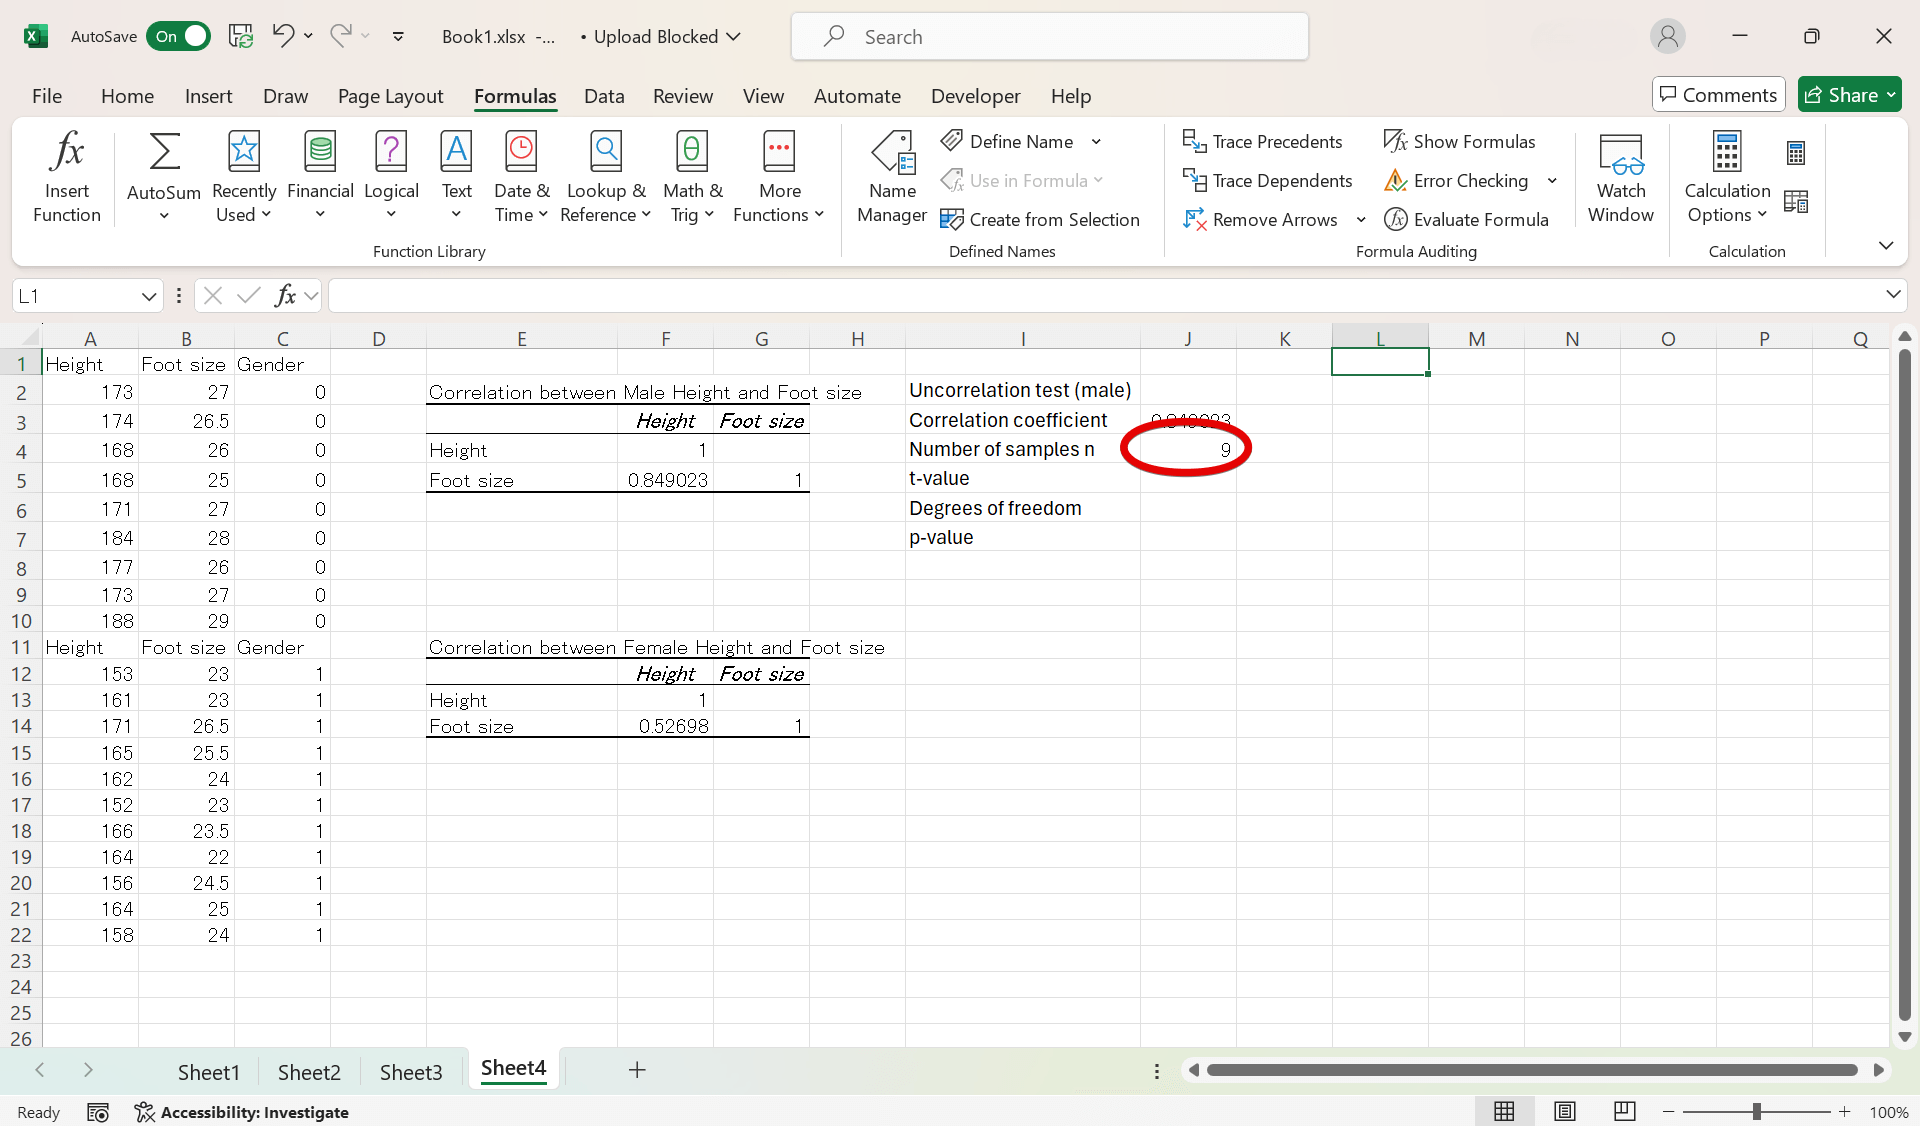 AutoSave On Book1.xlsx -... • Upload Blocked Search
File Home Insert Draw Page Layout Formulas Data Review View Automate Developer Help Comments Share
Insert Function
AutoSum
Recently Used
Financial
Logical
Text
Date & Time
Lookup & Reference
Math & Trig
More Functions
Function Library
Name Manager
Define Name
Use in Formula
Create from Selection
Defined Names
Trace Precedents
Trace Dependents
Remove Arrows
Show Formulas
Error Checking
Evaluate Formula
Formula Auditing
Watch Window
Calculation Options
Calculation
L1 fx
A B C D E F G H I J K L M N O P Q
1 Height Foot size Gender
2 173 27 0 Correlation between Male Height and Foot size Uncorrelation test (male)
3 174 26.5 0 Height Foot size Correlation coefficient 0.849023
4 168 26 0 Height 1 Number of samples n 9
5 168 25 0 Foot size 0.849023 1 t-value
6 171 27 0 Degrees of freedom
7 184 28 0 p-value
8 177 26 0
9 173 27 0
10 188 29 0
11 Height Foot size Gender Correlation between Female Height and Foot size
12 153 23 1 Height Foot size
13 161 23 1 Height 1
14 171 26.5 1 Foot size 0.52698 1
15 165 25.5 1
16 162 24 1
17 152 23 1
18 166 23.5 1
19 164 22 1
20 156 24.5 1
21 164 25 1
22 158 24 1
23
24
25
26
Sheet1 Sheet2 Sheet3 Sheet4
Ready Accessibility: Investigate 100%